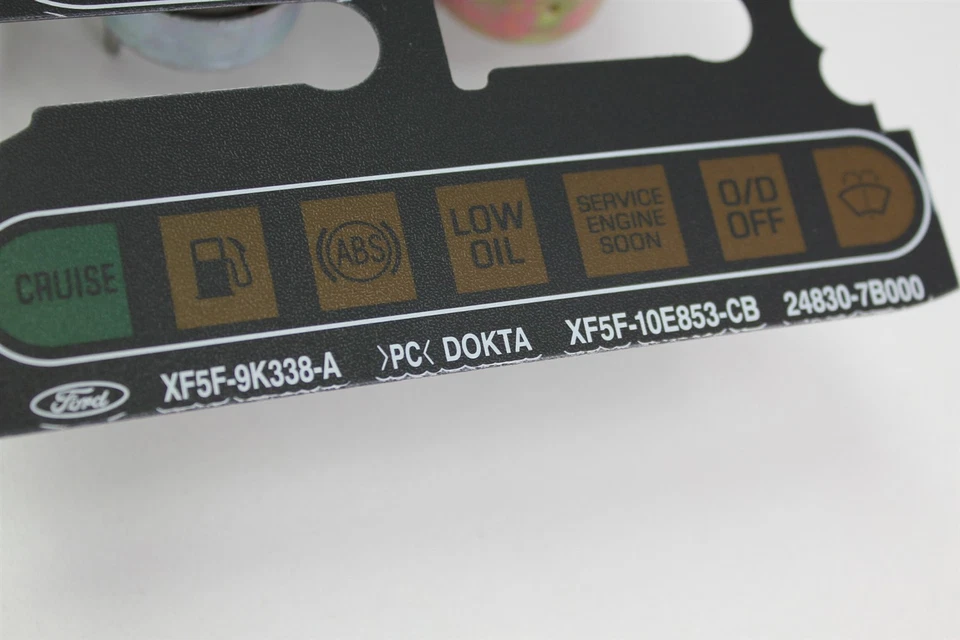 CRUISE
ABS
LOW
OIL
SERVICE
ENGINE
SOON
O/D
OFF
Ford XF5F-9K338-A >PC< DOKTA XF5F-10E853-CB 24830-7B000